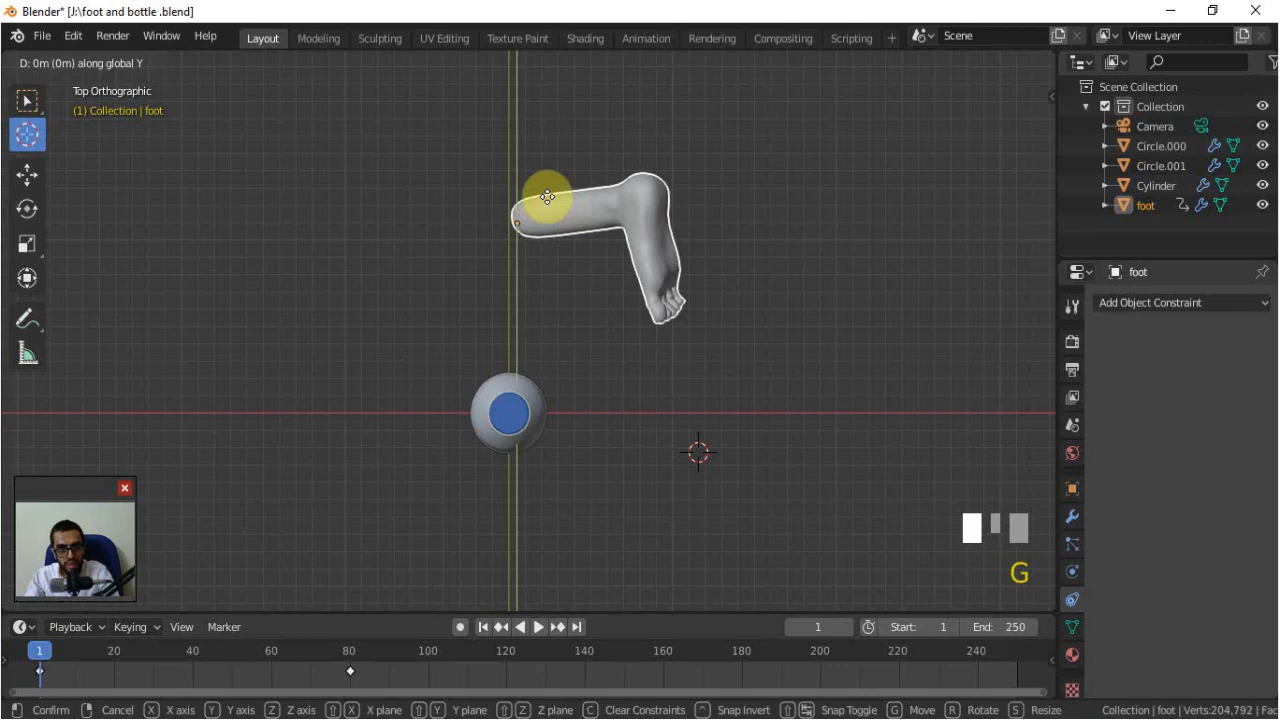 Blender* [J:\foot and bottle .blend]
File Edit Render Window Help
Layout Modeling Sculpting UV Editing Texture Paint Shading Animation Rendering Compositing Scripting + Scene View Layer
D: 0m (0m) along global Y
Top Orthographic
(1) Collection | foot
Scene Collection
Collection
Camera
Circle.000
Circle.001
Cylinder
foot
foot
Add Object Constraint
G
Playback Keying View Marker 1 Start: 1 End: 250
1 20 40 60 80 100 120 140 160 180 200 220 240
Confirm Cancel X X axis Y Y axis Z Z axis X X plane Y Y plane Z Z plane C Clear Constraints ^ Snap Invert Snap Toggle G Move R Rotate S Resize Collection | foot | Verts:204,792 | Fac